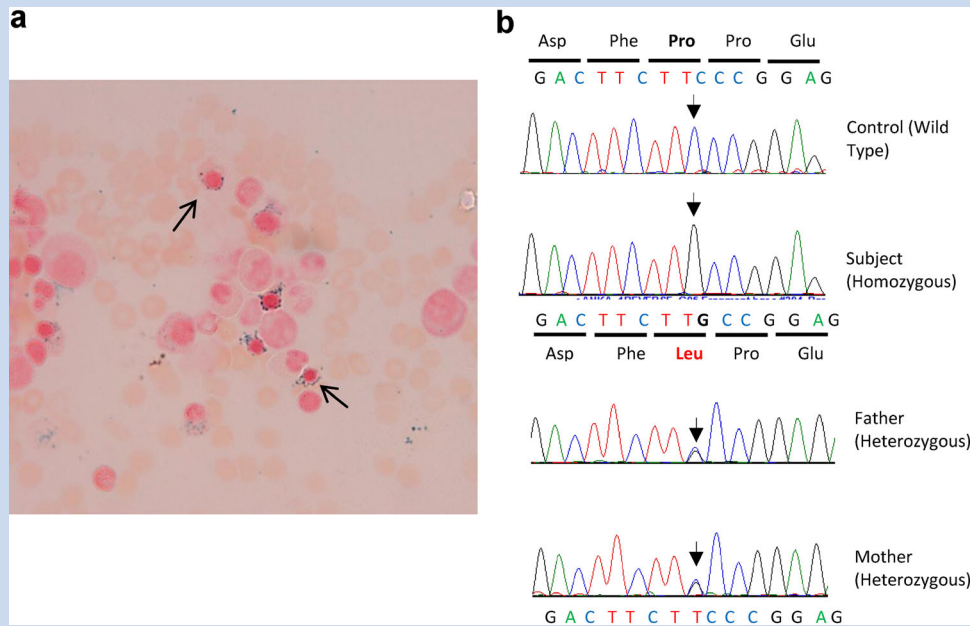 a
b
Asp Phe Pro Pro Glu
G A C T T C T T C C C G G A G
Control (Wild
Type)
Subject
(Homozygous)
G A C T T C T T G C C G G A G
Asp Phe Leu Pro Glu
Father
(Heterozygous)
Mother
(Heterozygous)
G A C T T C T T C C C G G A G